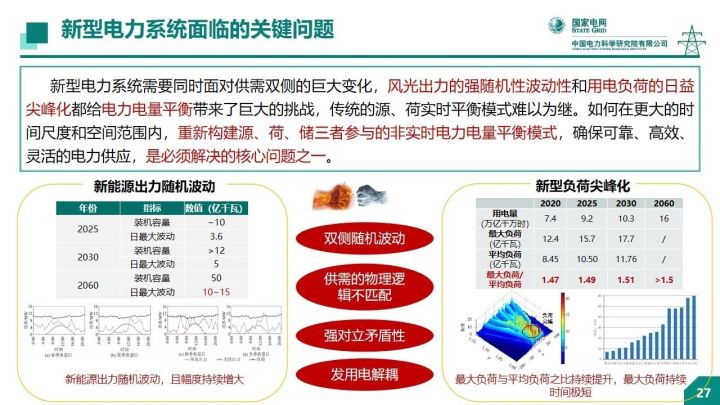 新型电力系统面临的关键问题
国家电网
STATE GRID
中国电力科学研究院有限公司
新型电力系统需要同时面对供需双侧的巨大变化，风光出力的强随机性波动性和用电负荷的日益
尖峰化都给电力电量平衡带来了巨大的挑战，传统的源、荷实时平衡模式难以为继。如何在更大的时
间尺度和空间范围内，重新构建源、荷、储三者参与的非实时电力电量平衡模式，确保可靠、高效、
灵活的电力供应，是必须解决的核心问题之一。
新能源出力随机波动
年份 指标 数值（亿千瓦）
2025 装机容量 ~10
日最大波动 3.6
2030 装机容量 >12
日最大波动 5
2060 装机容量 50
日最大波动 10~15
新能源出力随机波动，且幅度持续增大
双侧随机波动
供需的物理逻
辑不匹配
强对立矛盾性
发用电解耦
新型负荷尖峰化
2020 2025 2030 2060
用电量
(万亿千瓦时) 7.4 9.2 10.3 16
最大负荷
(亿千瓦) 12.4 15.7 17.7 /
平均负荷
(亿千瓦) 8.45 10.50 11.76 /
最大负荷/
平均负荷 1.47 1.49 1.51 >1.5
负荷
尖峰
最大负荷与平均负荷之比持续提升，最大负荷持续
时间极短
27